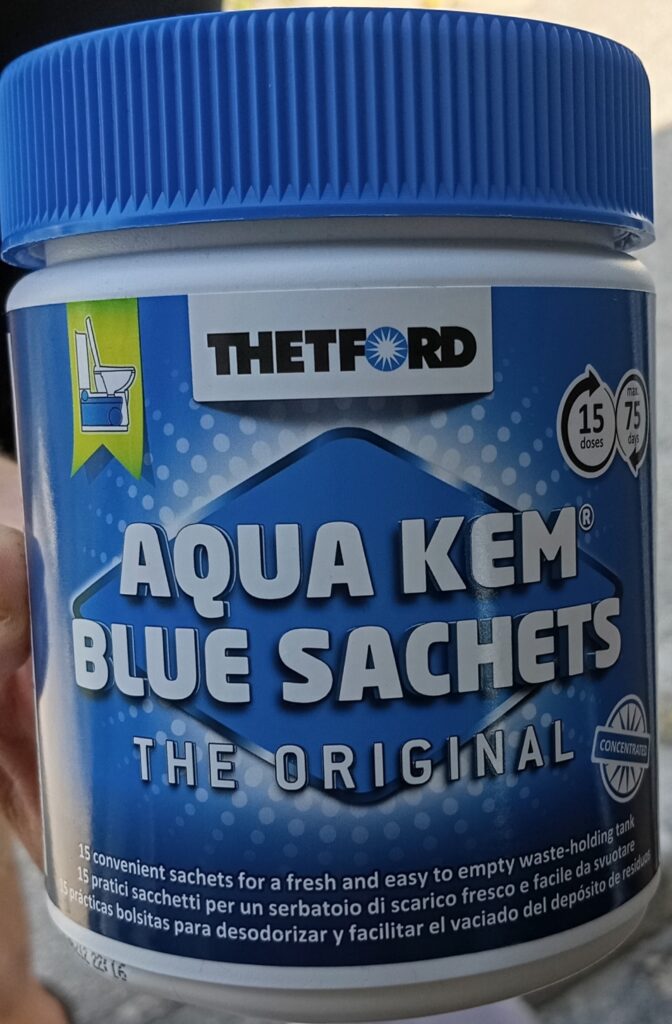 THETFORD
15
doses
max.
75
days
AQUA KEM®
BLUE SACHETS
THE ORIGINAL
CONCENTRATED
15 convenient sachets for a fresh and easy to empty waste-holding tank
15 pratici sacchetti per un serbatoio di scarico fresco e facile da svuotare
15 prácticas bolsitas para desodorizar y facilitar el vaciado del depósito de residuos